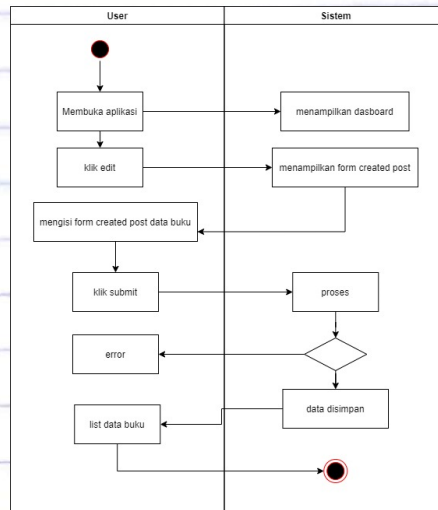 User
Sistem
Membuka aplikasi
menampilkan dasboard
klik edit
menampilkan form created post
mengisi form created post data buku
klik submit
proses
error
data disimpan
list data buku